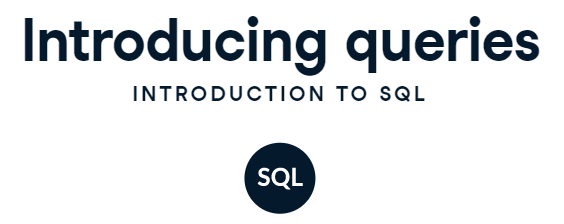 Introducing queries
INTRODUCTION TO SQL
SQL